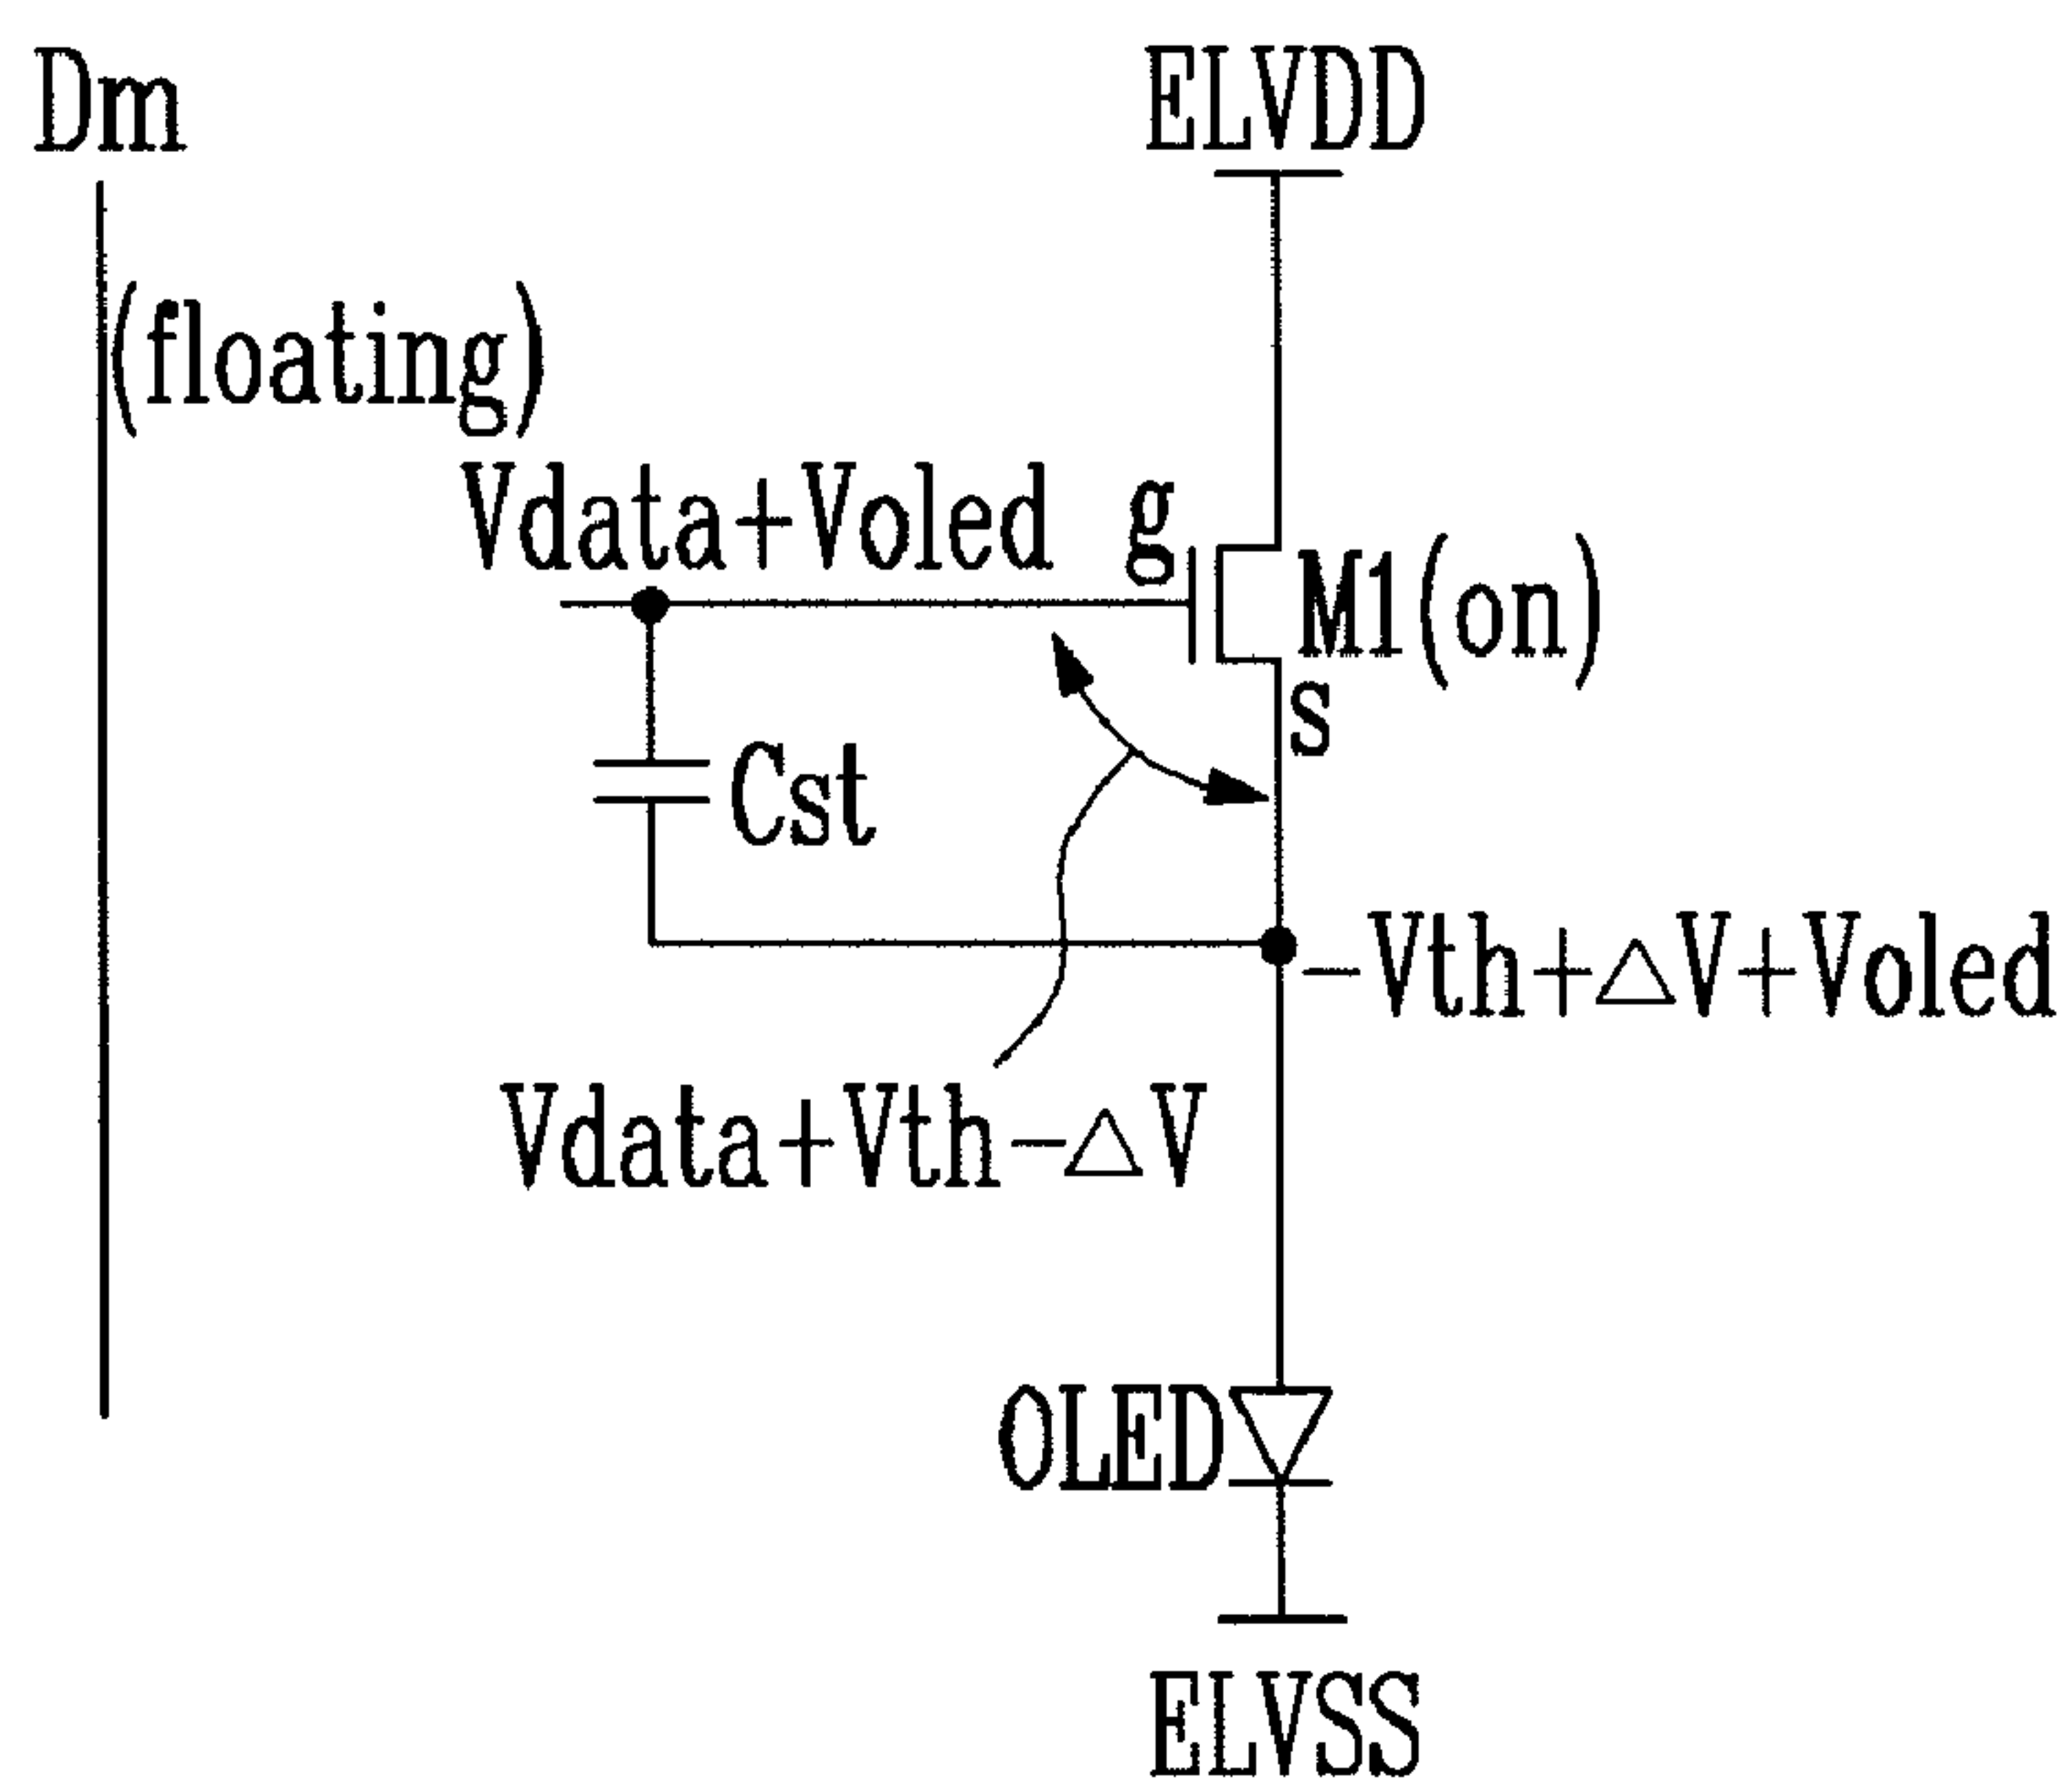 Dm
ELVDD
(floating)
Vdata+Voled
g
M1(on)
s
Cst
-Vth+△V+Voled
Vdata+Vth-△V
OLED
ELVSS